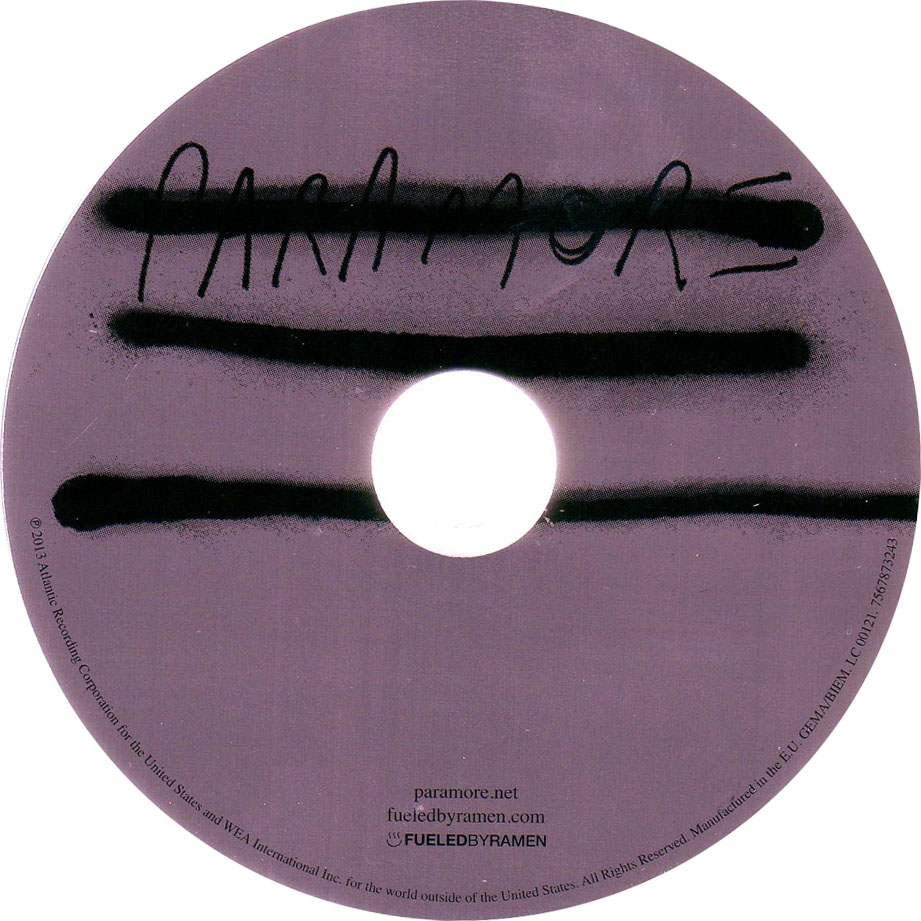 PARAMORE
paramore.net
fueledbyramen.com
FUELEDBYRAMEN
℗ 2013 Atlantic Recording Corporation for the United States and WEA International Inc. for the world outside of the United States. All Rights Reserved. Manufactured in the E.U. GEMA/BIEM. LC 00121. 7567873243